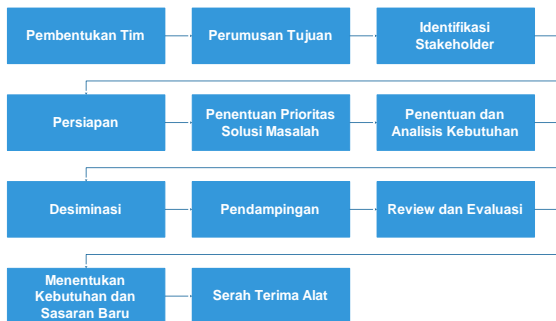 Pembentukan Tim
Perumusan Tujuan
Identifikasi
Stakeholder
Persiapan
Penentuan Prioritas
Solusi Masalah
Penentuan dan
Analisis Kebutuhan
Desiminasi
Pendampingan
Review dan Evaluasi
Menentukan
Kebutuhan dan
Sasaran Baru
Serah Terima Alat